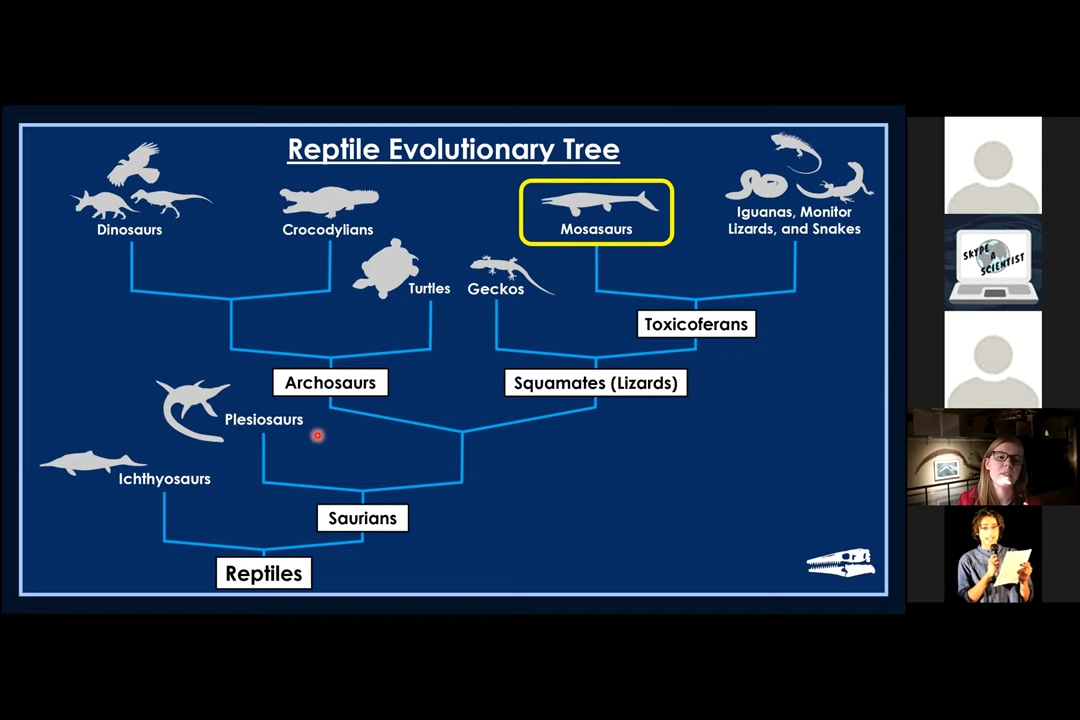 Reptile Evolutionary Tree
Dinosaurs
Crocodylians
Mosasaurs
Iguanas, Monitor
Lizards, and Snakes
Turtles
Geckos
Toxicoferans
Archosaurs
Squamates (Lizards)
Plesiosaurs
Ichthyosaurs
Saurians
Reptiles
SKYPE
A
SCIENTIST